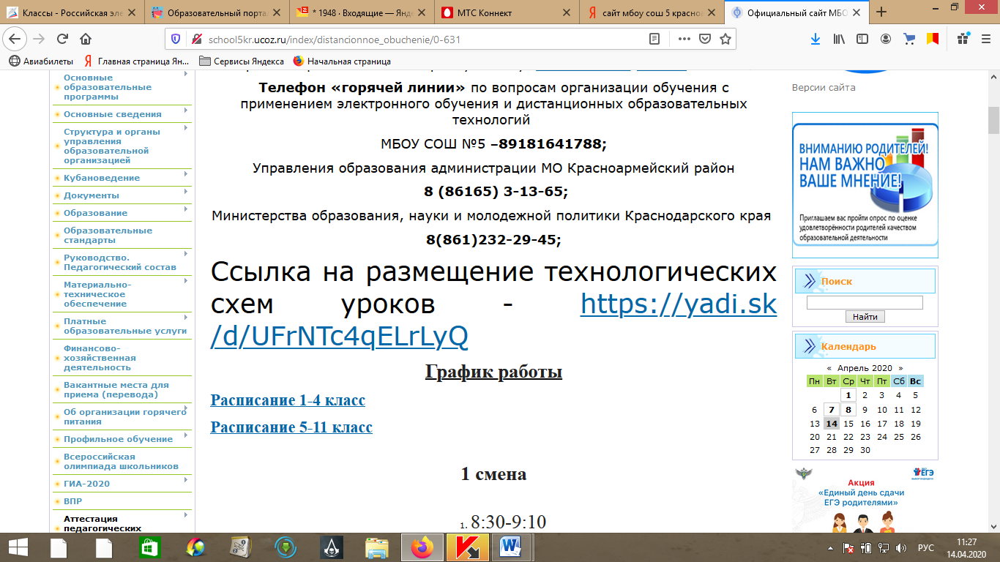 Классы - Российская эле
Образовательный порта
* 1948 · Входящие — Янде
МТС Коннект
сайт мбоу сош 5 красно
Официальный сайт МБО
school5kr.ucoz.ru/index/distancionnoe_obuchenie/0-631
Авиабилеты
Главная страница Ян...
Сервисы Яндекса
Начальная страница
Основные
образовательные
программы
Основные сведения
Структура и органы
управления
образовательной
организацией
Кубановедение
Документы
Образование
Образовательные
стандарты
Руководство.
Педагогический состав
Материально-
техническое
обеспечение
Платные
образовательные услуги
Финансово-
хозяйственная
деятельность
Вакантные места для
приема (перевода)
Об организации горячего
питания
Профильное обучение
Всероссийская
олимпиада школьников
ГИА-2020
ВПР
Аттестация
педагогических
Телефон «горячей линии» по вопросам организации обучения с
применением электронного обучения и дистанционных образовательных
технологий
МБОУ СОШ №5 –89181641788;
Управления образования администрации МО Красноармейский район
8 (86165) 3-13-65;
Министерства образования, науки и молодежной политики Краснодарского края
8(861)232-29-45;
Ссылка на размещение технологических
схем уроков - https://yadi.sk
/d/UFrNTc4qELrLyQ
График работы
Расписание 1-4 класс
Расписание 5-11 класс
1 смена
1. 8:30-9:10
Версии сайта
ВНИМАНИЮ РОДИТЕЛЕЙ!
НАМ ВАЖНО
ВАШЕ МНЕНИЕ!
Приглашаем вас пройти опрос по оценке
удовлетворённости родителей качеством
образовательной деятельности
Поиск
Найти
Календарь
« Апрель 2020 »
Пн Вт Ср Чт Пт Сб Вс
1 2 3 4 5
6 7 8 9 10 11 12
13 14 15 16 17 18 19
20 21 22 23 24 25 26
27 28 29 30
ЕГЭ
Акция
«Единый день сдачи
ЕГЭ родителями»
РУС
11:27
14.04.2020